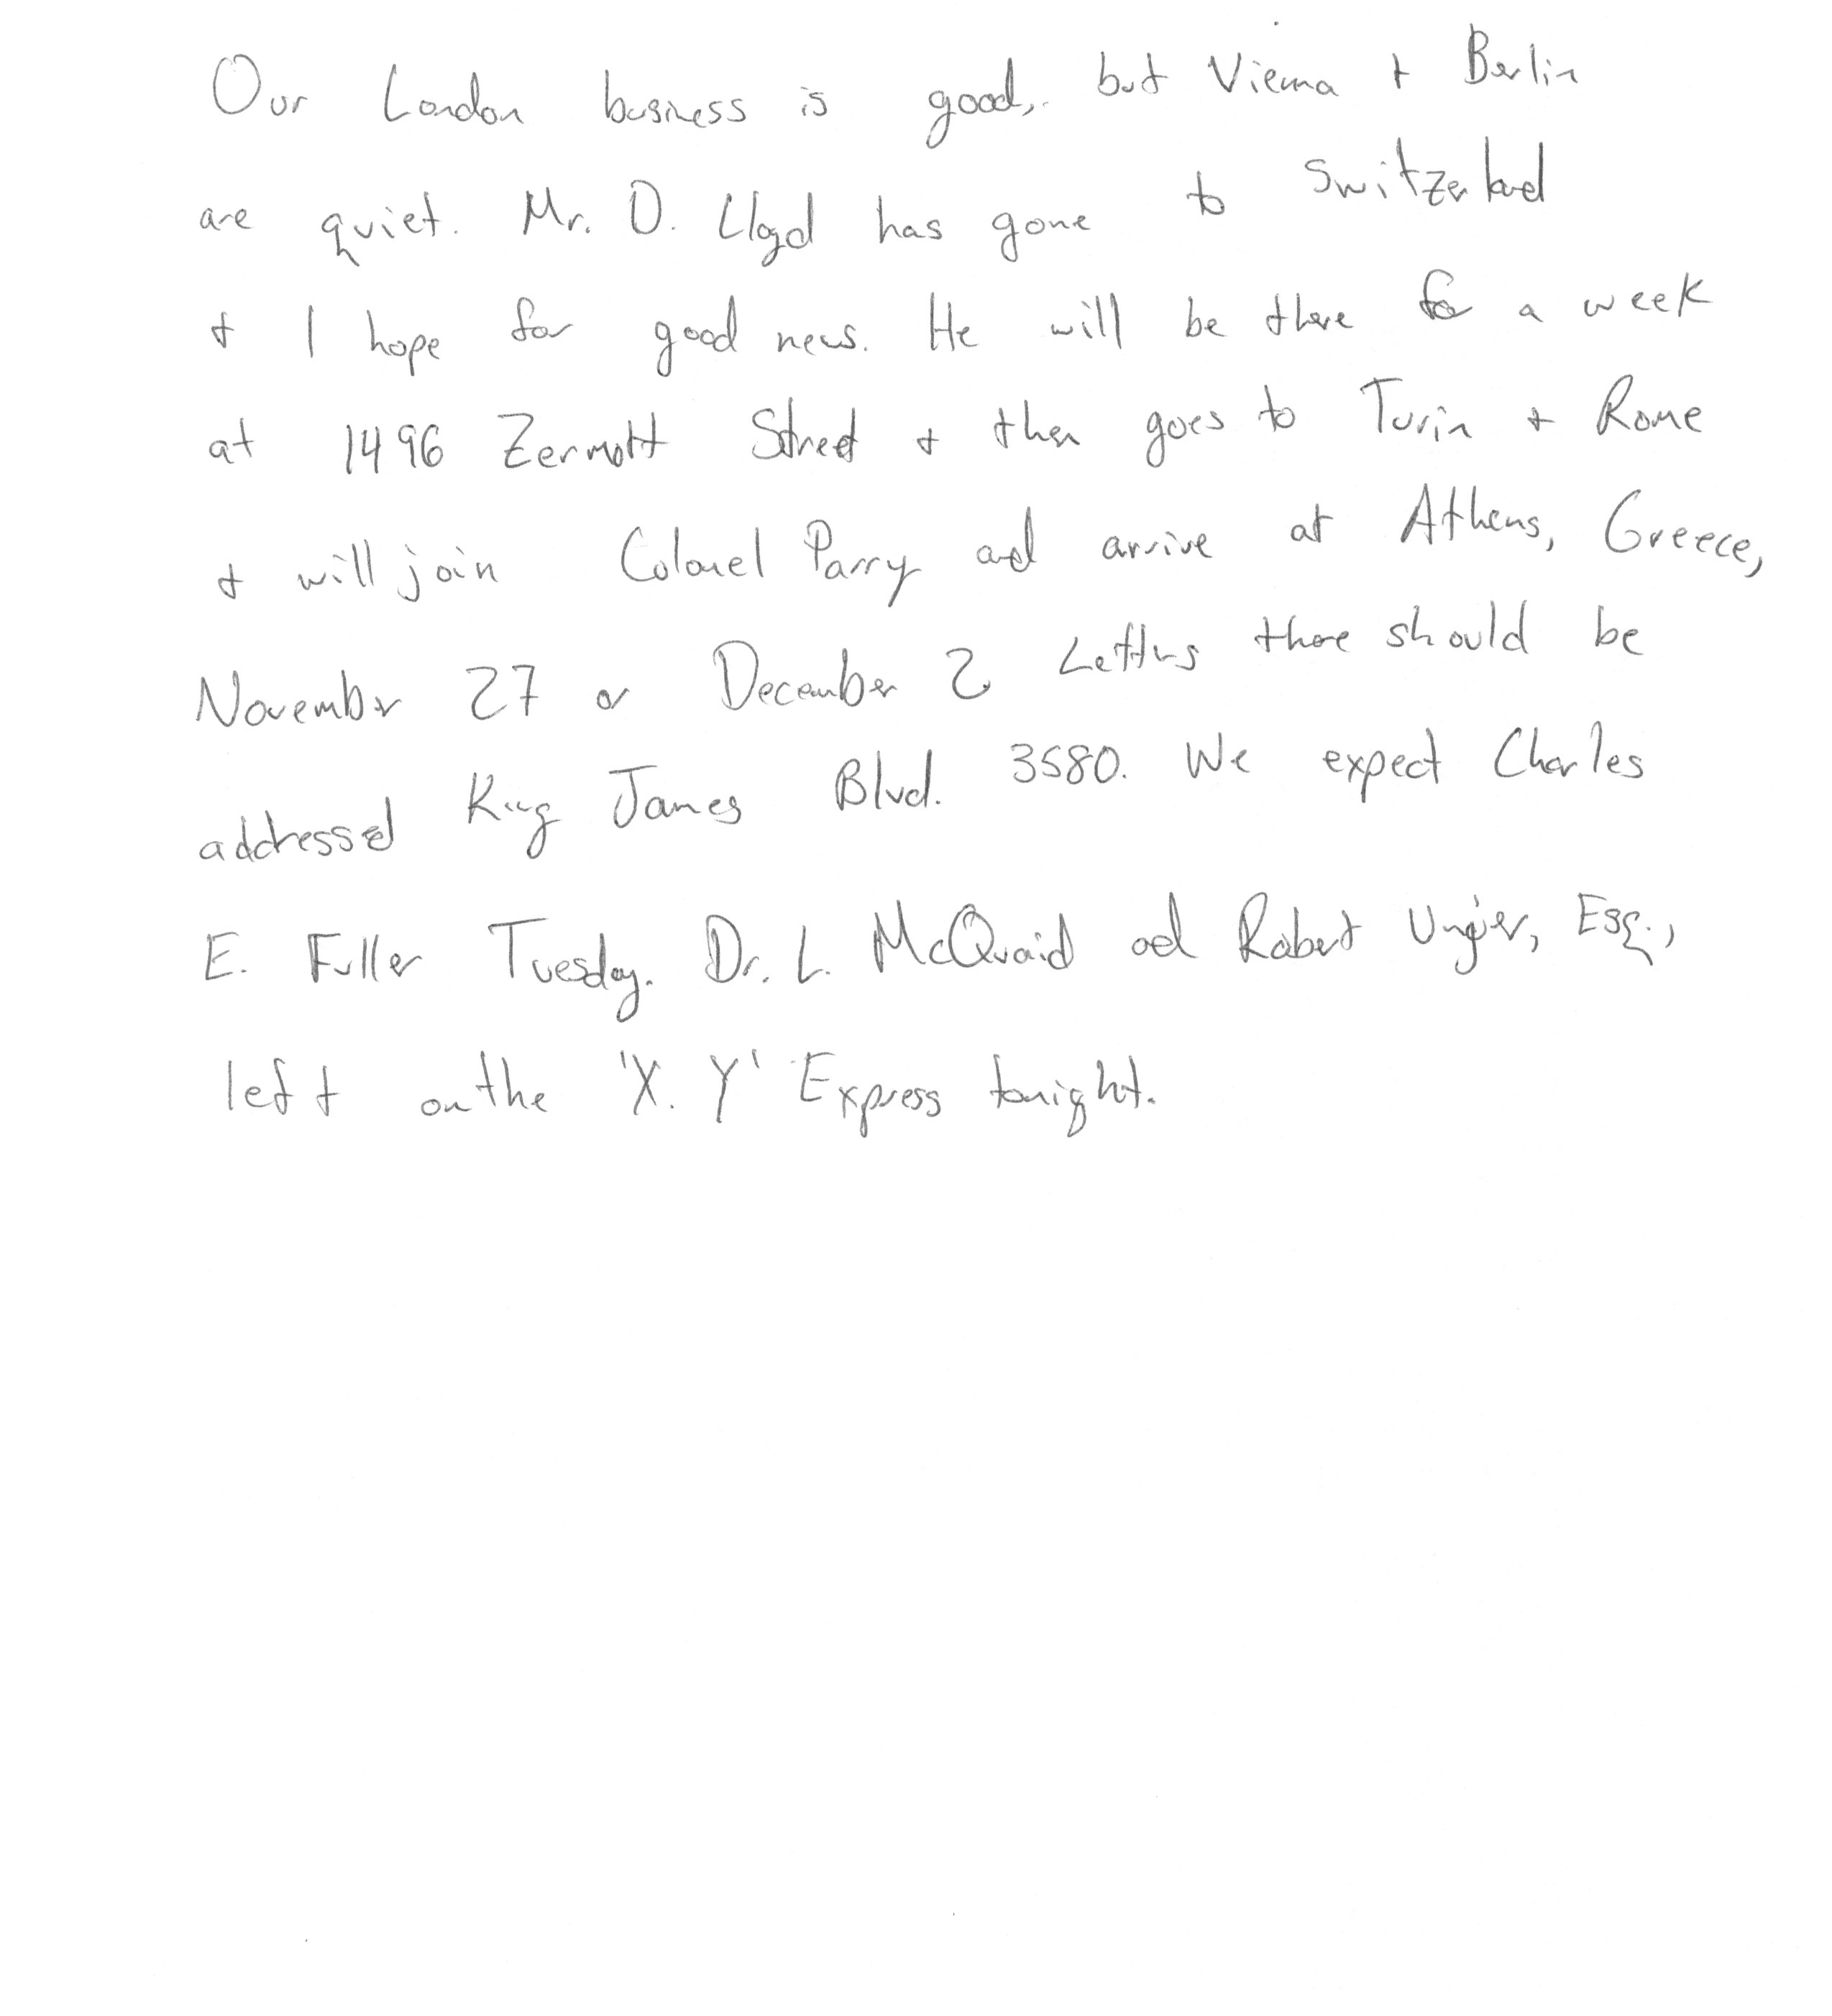 Our London business is good, but Vienna + Berlin
are quiet. Mr. D. Lloyd has gone to Switzerland
+ I hope for good news. He will be there for a week
at 1496 Zermott Street + then goes to Turin + Rome
+ will join Colonel Parry and arrive at Athens, Greece,
November 27 or December 2. Letters there should be
addressed King James Blvd. 3580. We expect Charles
E. Fuller Tuesday. Dr. L. McQuaid and Robert Unger, Esq.,
left on the 'X. Y' Express tonight.